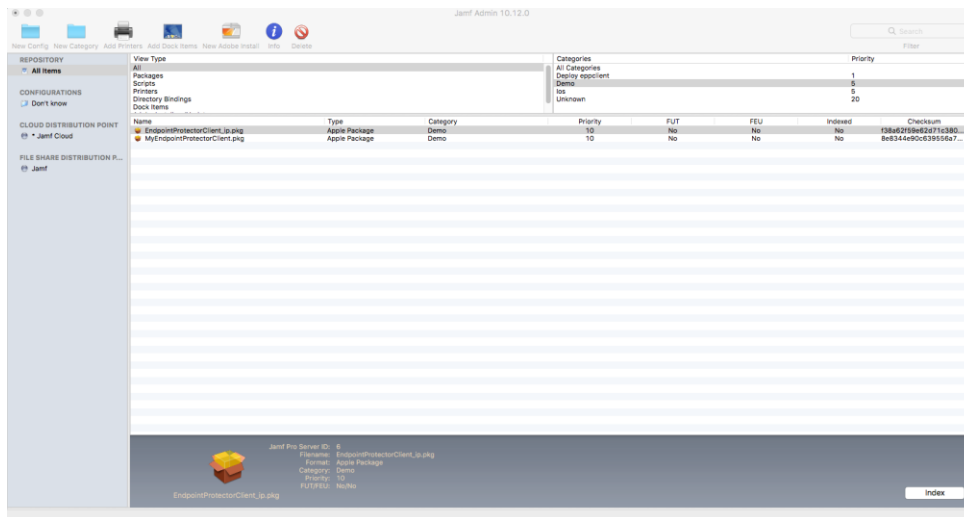 Jamf Admin 10.12.0
New Config New Category Add Printers Add Dock Items New Adobe Install Info Delete
Search
Filter
REPOSITORY
All Items
CONFIGURATIONS
Don't know
CLOUD DISTRIBUTION POINT
* Jamf Cloud
FILE SHARE DISTRIBUTION P...
Jamf
View Type
All
Packages
Scripts
Printers
Directory Bindings
Dock Items
Categories Priority
All Categories
Deploy eppclient 1
Demo 5
Ios 5
Unknown 20
Name Type Category Priority FUT FEU Indexed Checksum
EndpointProtectorClient_ip.pkg Apple Package Demo 10 No No No f38a62f59e62d71c380...
MyEndpointProtectorClient.pkg Apple Package Demo 10 No No No 8e8344e90c639556a7...
Jamf Pro Server ID: 6
Filename: EndpointProtectorClient_ip.pkg
Format: Apple Package
Category: Demo
Priority: 10
FUT/FEU: No/No
EndpointProtectorClient_ip.pkg
Index